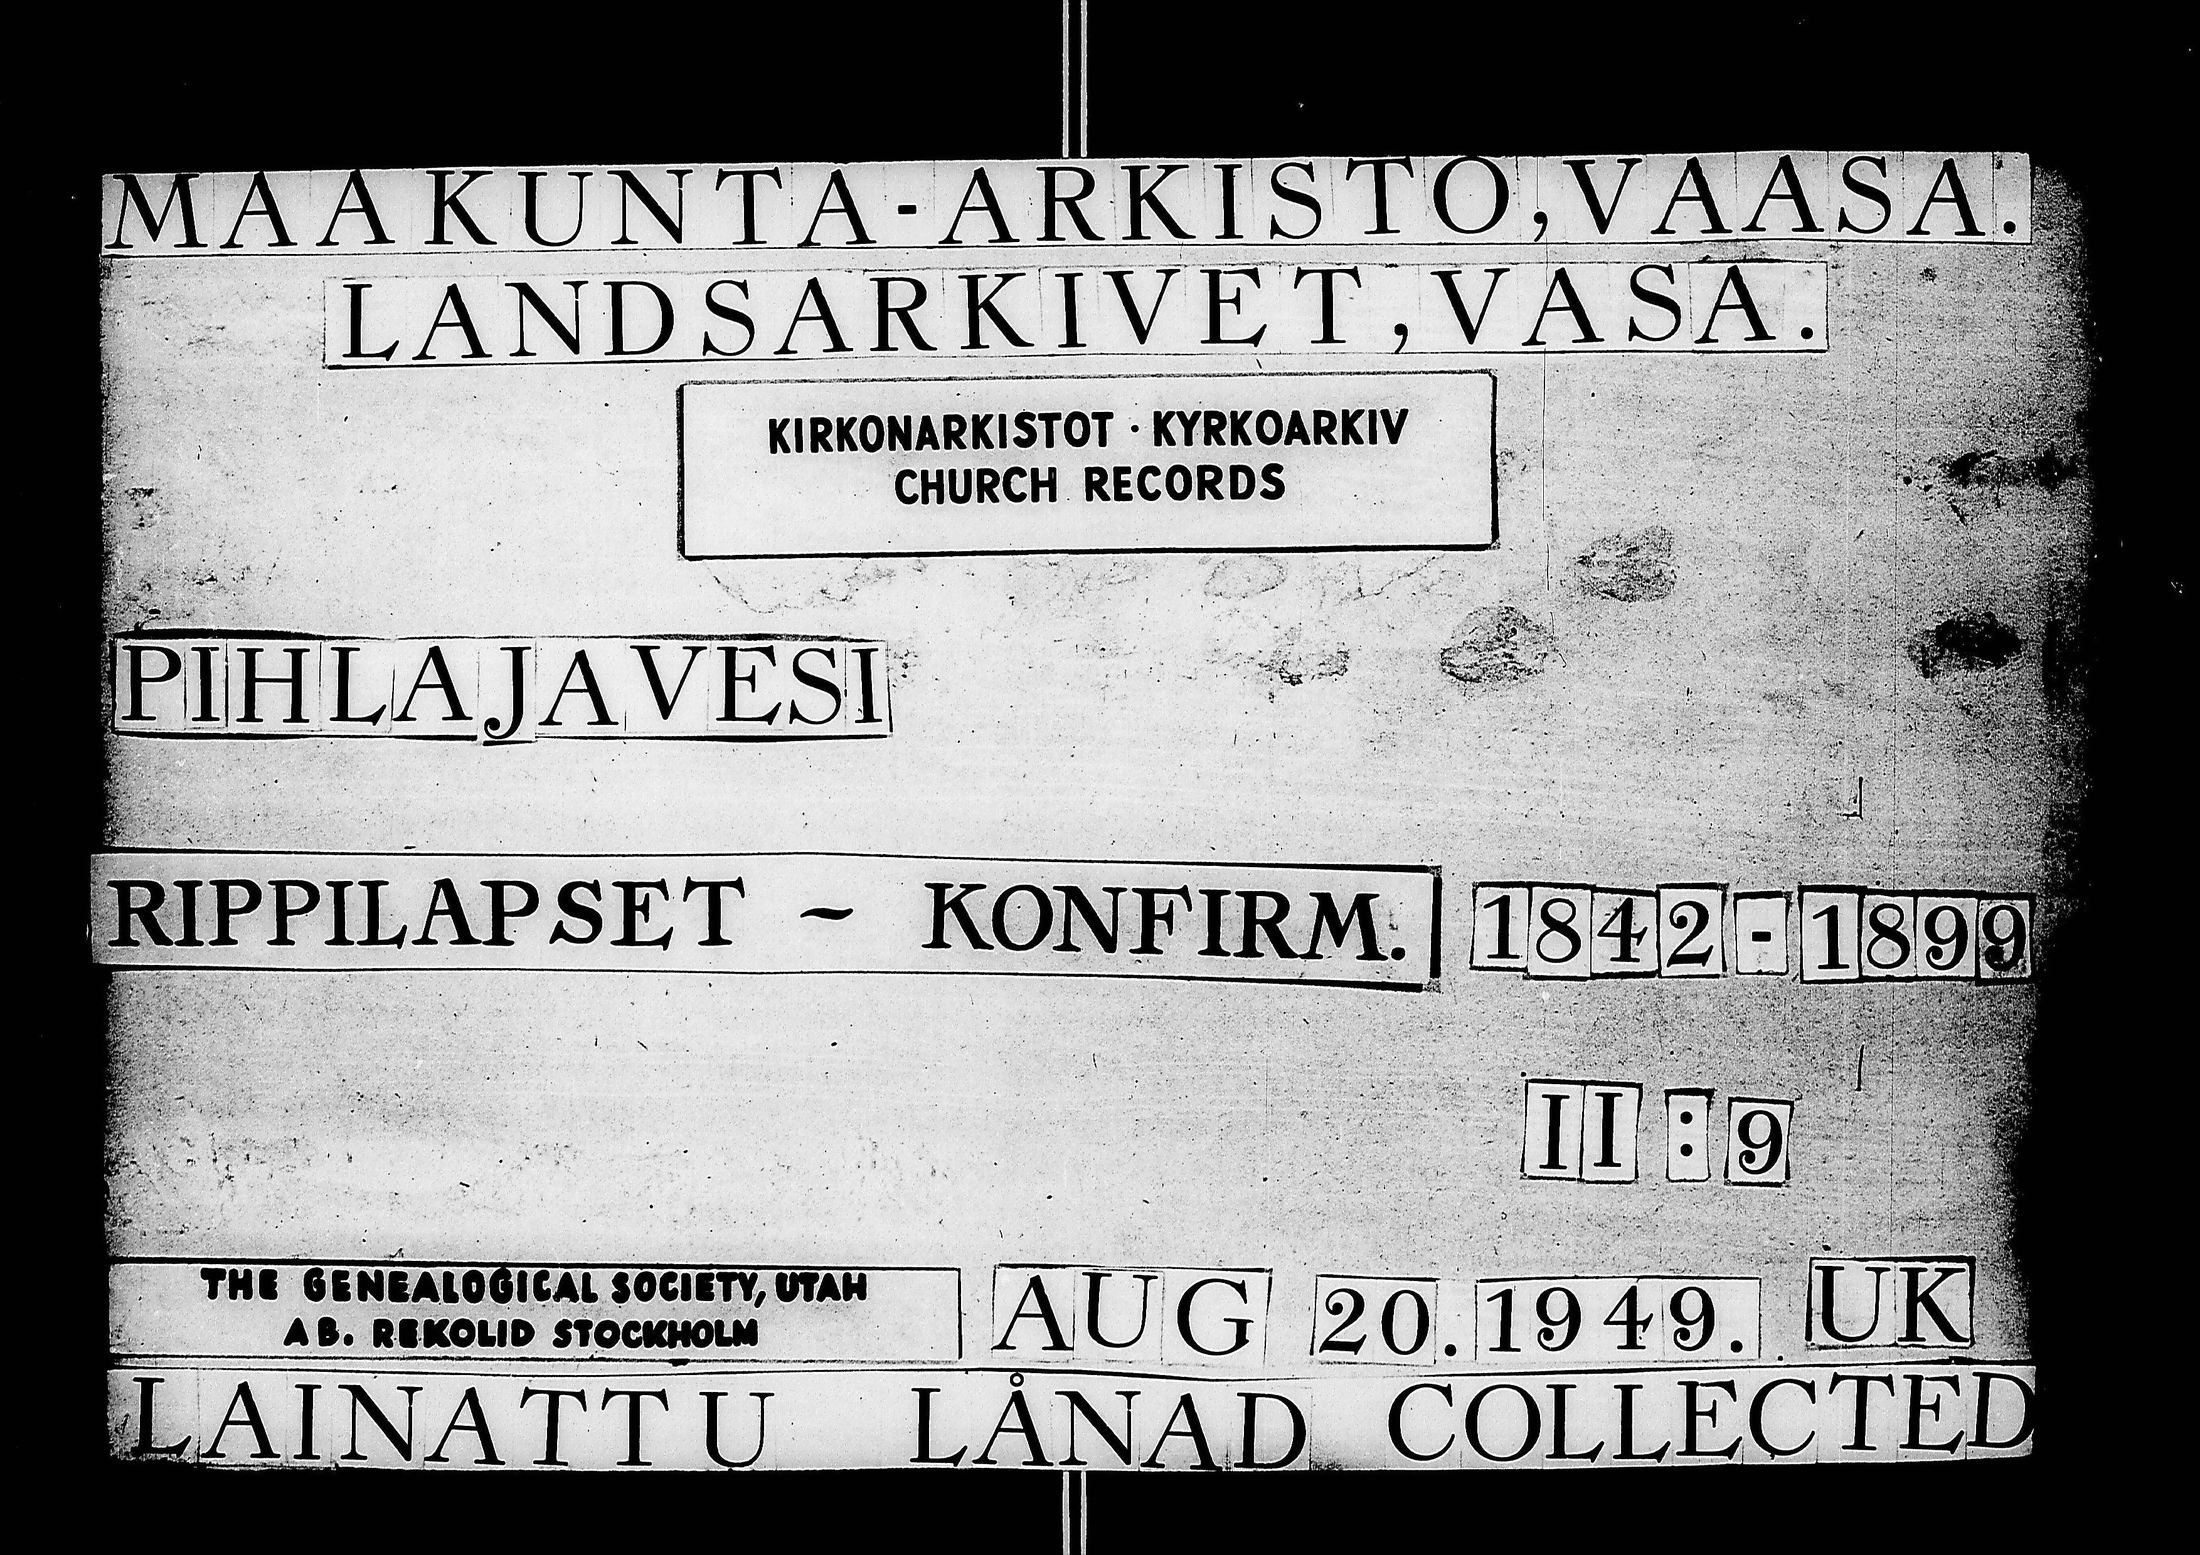 MAAKUNTA-ARKISTO, VAASA.
LANDSARKIVET, VASA.
KIRKONARKISTOT · KYRKOARKIV
CHURCH RECORDS
PIHLAJAVESI
RIPPILAPSET - KONFIRM. 1842-1899
II : 9
THE GENEALOGICAL SOCIETY, UTAH
AB. REKOLID STOCKHOLM
AUG 20. 1949. UK
LAINATTU LÅNAD COLLECTED